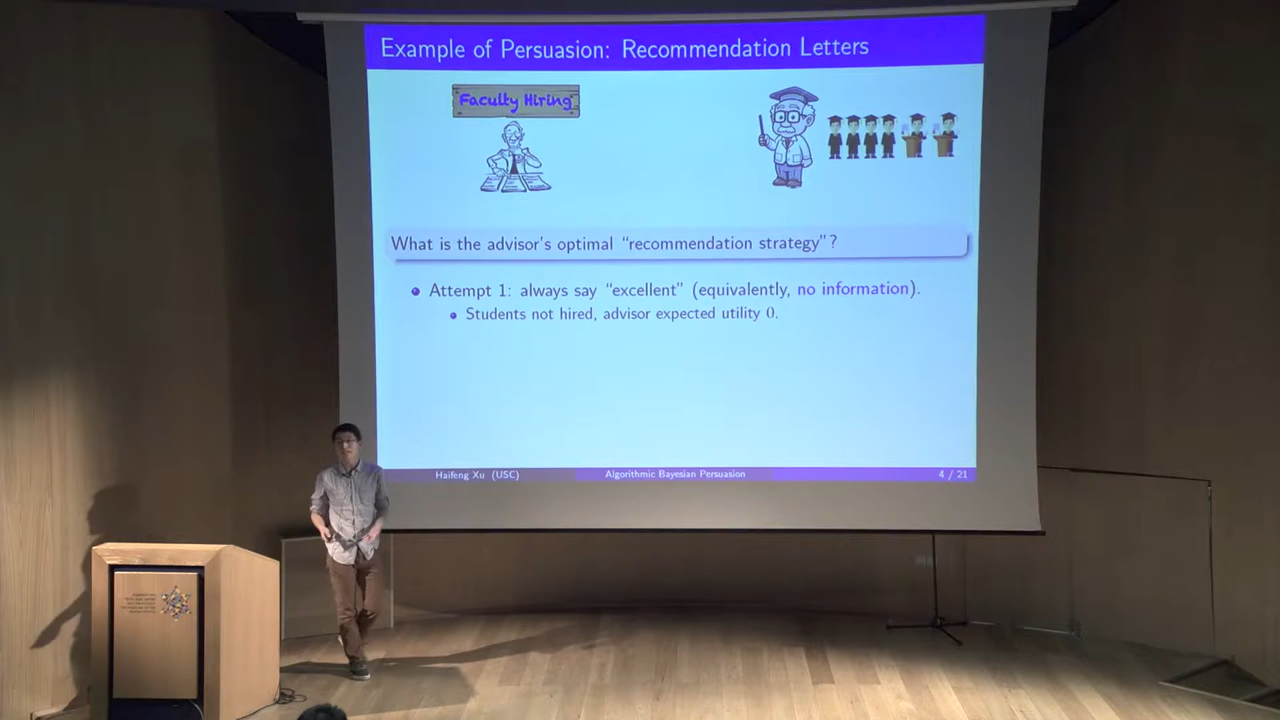 Example of Persuasion: Recommendation Letters
Faculty Hiring
What is the advisor's optimal “recommendation strategy”?
Attempt 1: always say “excellent” (equivalently, no information).
Students not hired, advisor expected utility 0.
Haifeng Xu (USC)
Algorithmic Bayesian Persuasion
4 / 21